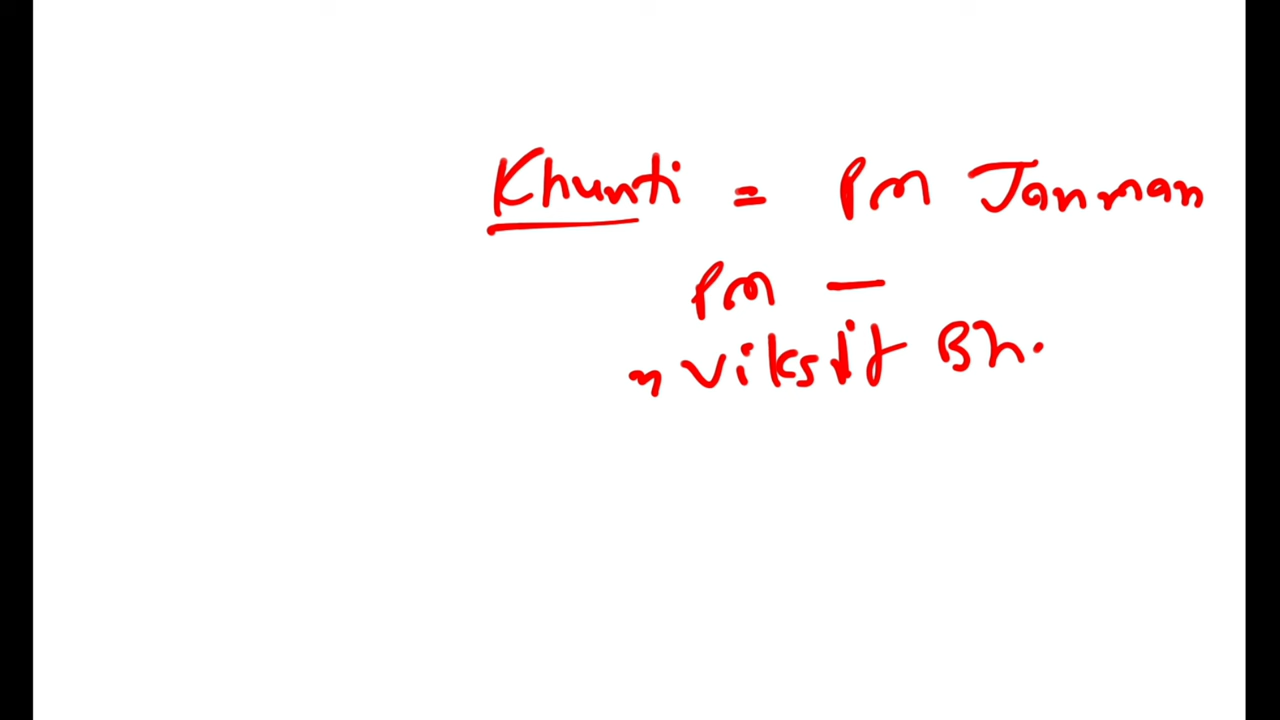 Khunti = PM Janman
PM —
Viksit Bh.